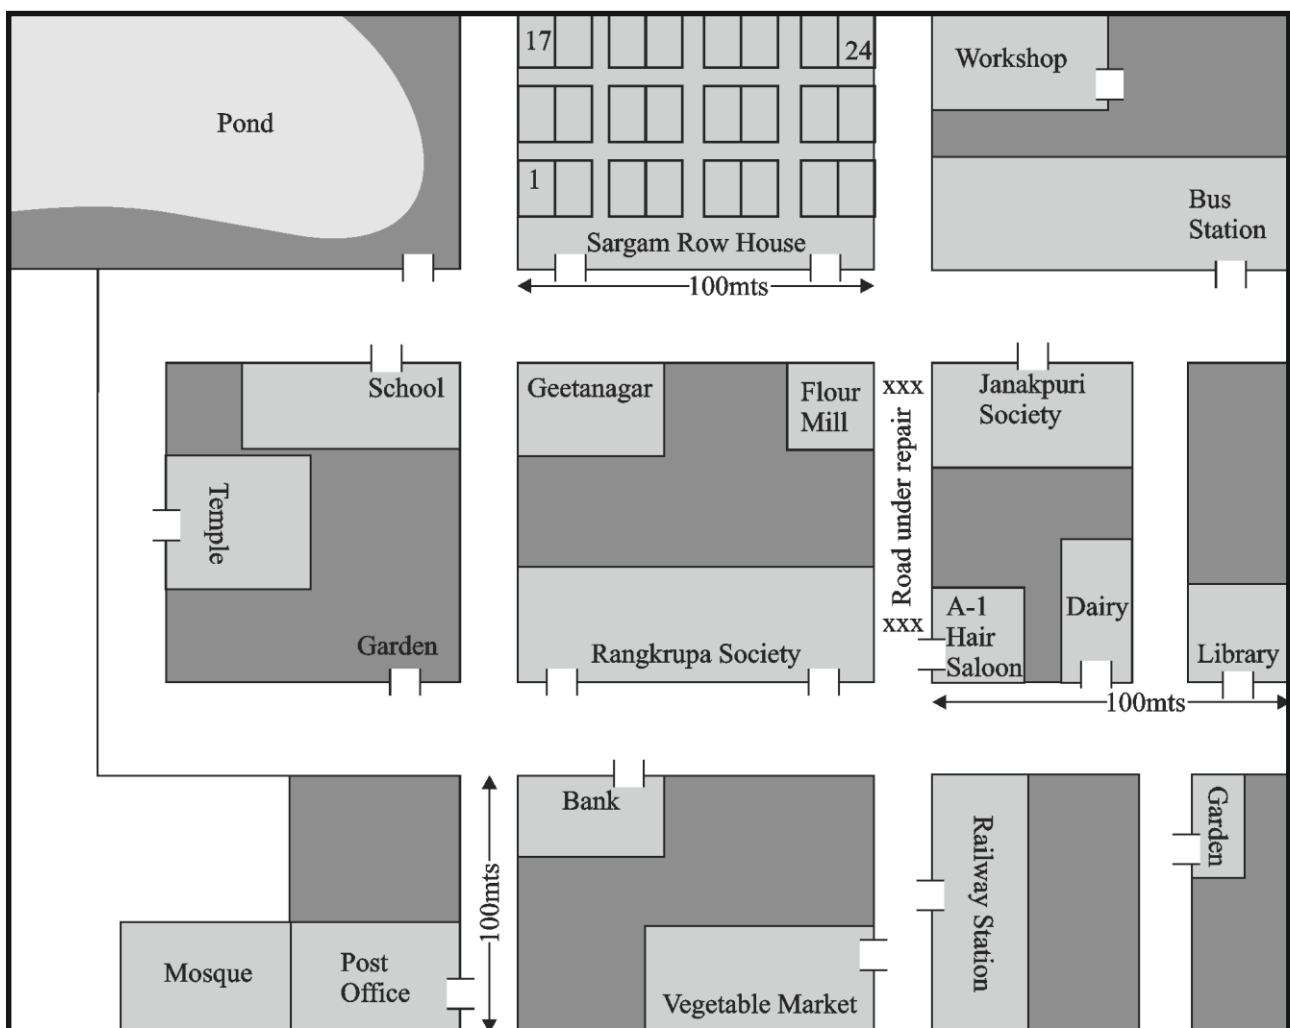 17
24
Workshop
Pond
1
Bus
Station
Sargam Row House
100mts
School
Geetanagar
Flour
Mill
xxx
Road under repair
xxx
Janakpuri
Society
Temple
Garden
Rangkrupa Society
A-1
Hair
Saloon
Dairy
Library
100mts
Bank
100mts
Garden
Railway Station
Mosque
Post
Office
Vegetable Market